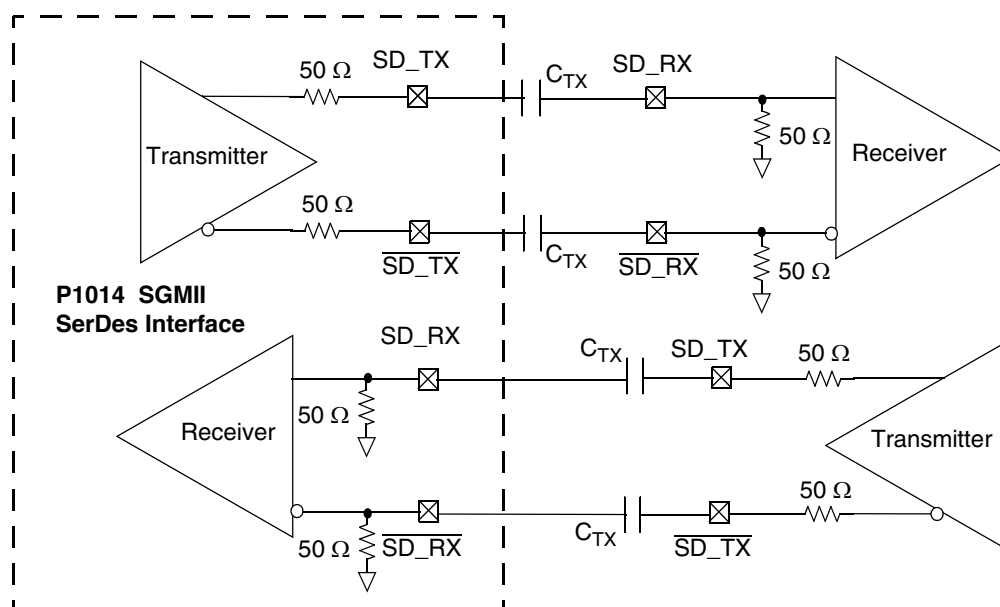 50 Ω
SD_TX
C_TX
SD_RX
50 Ω
Transmitter
Receiver
50 Ω
SD_TX
C_TX
SD_RX
50 Ω
P1014 SGMII
SerDes Interface
SD_RX
C_TX
SD_TX
50 Ω
50 Ω
Receiver
Transmitter
50 Ω
50 Ω
SD_RX
C_TX
SD_TX